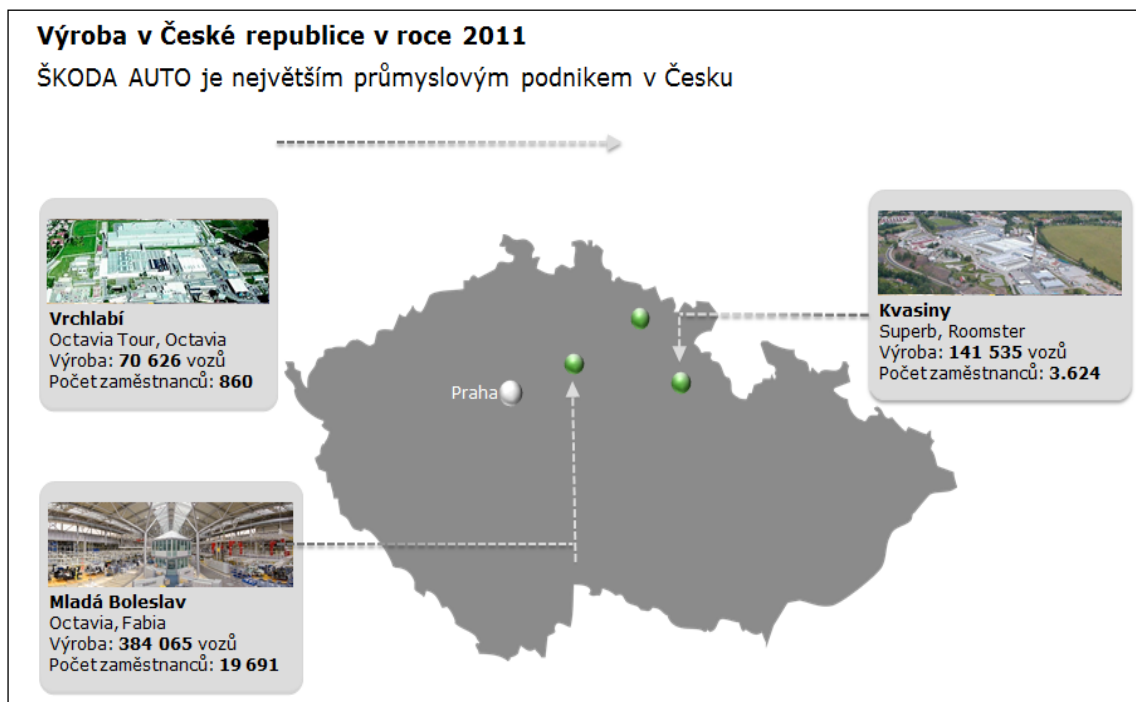 Výroba v České republice v roce 2011
ŠKODA AUTO je největším průmyslovým podnikem v Česku
Vrchlabí
Octavia Tour, Octavia
Výroba: 70 626 vozů
Počet zaměstnanců: 860
Kvasiny
Superb, Roomster
Výroba: 141 535 vozů
Počet zaměstnanců: 3.624
Praha
Mladá Boleslav
Octavia, Fabia
Výroba: 384 065 vozů
Počet zaměstnanců: 19 691